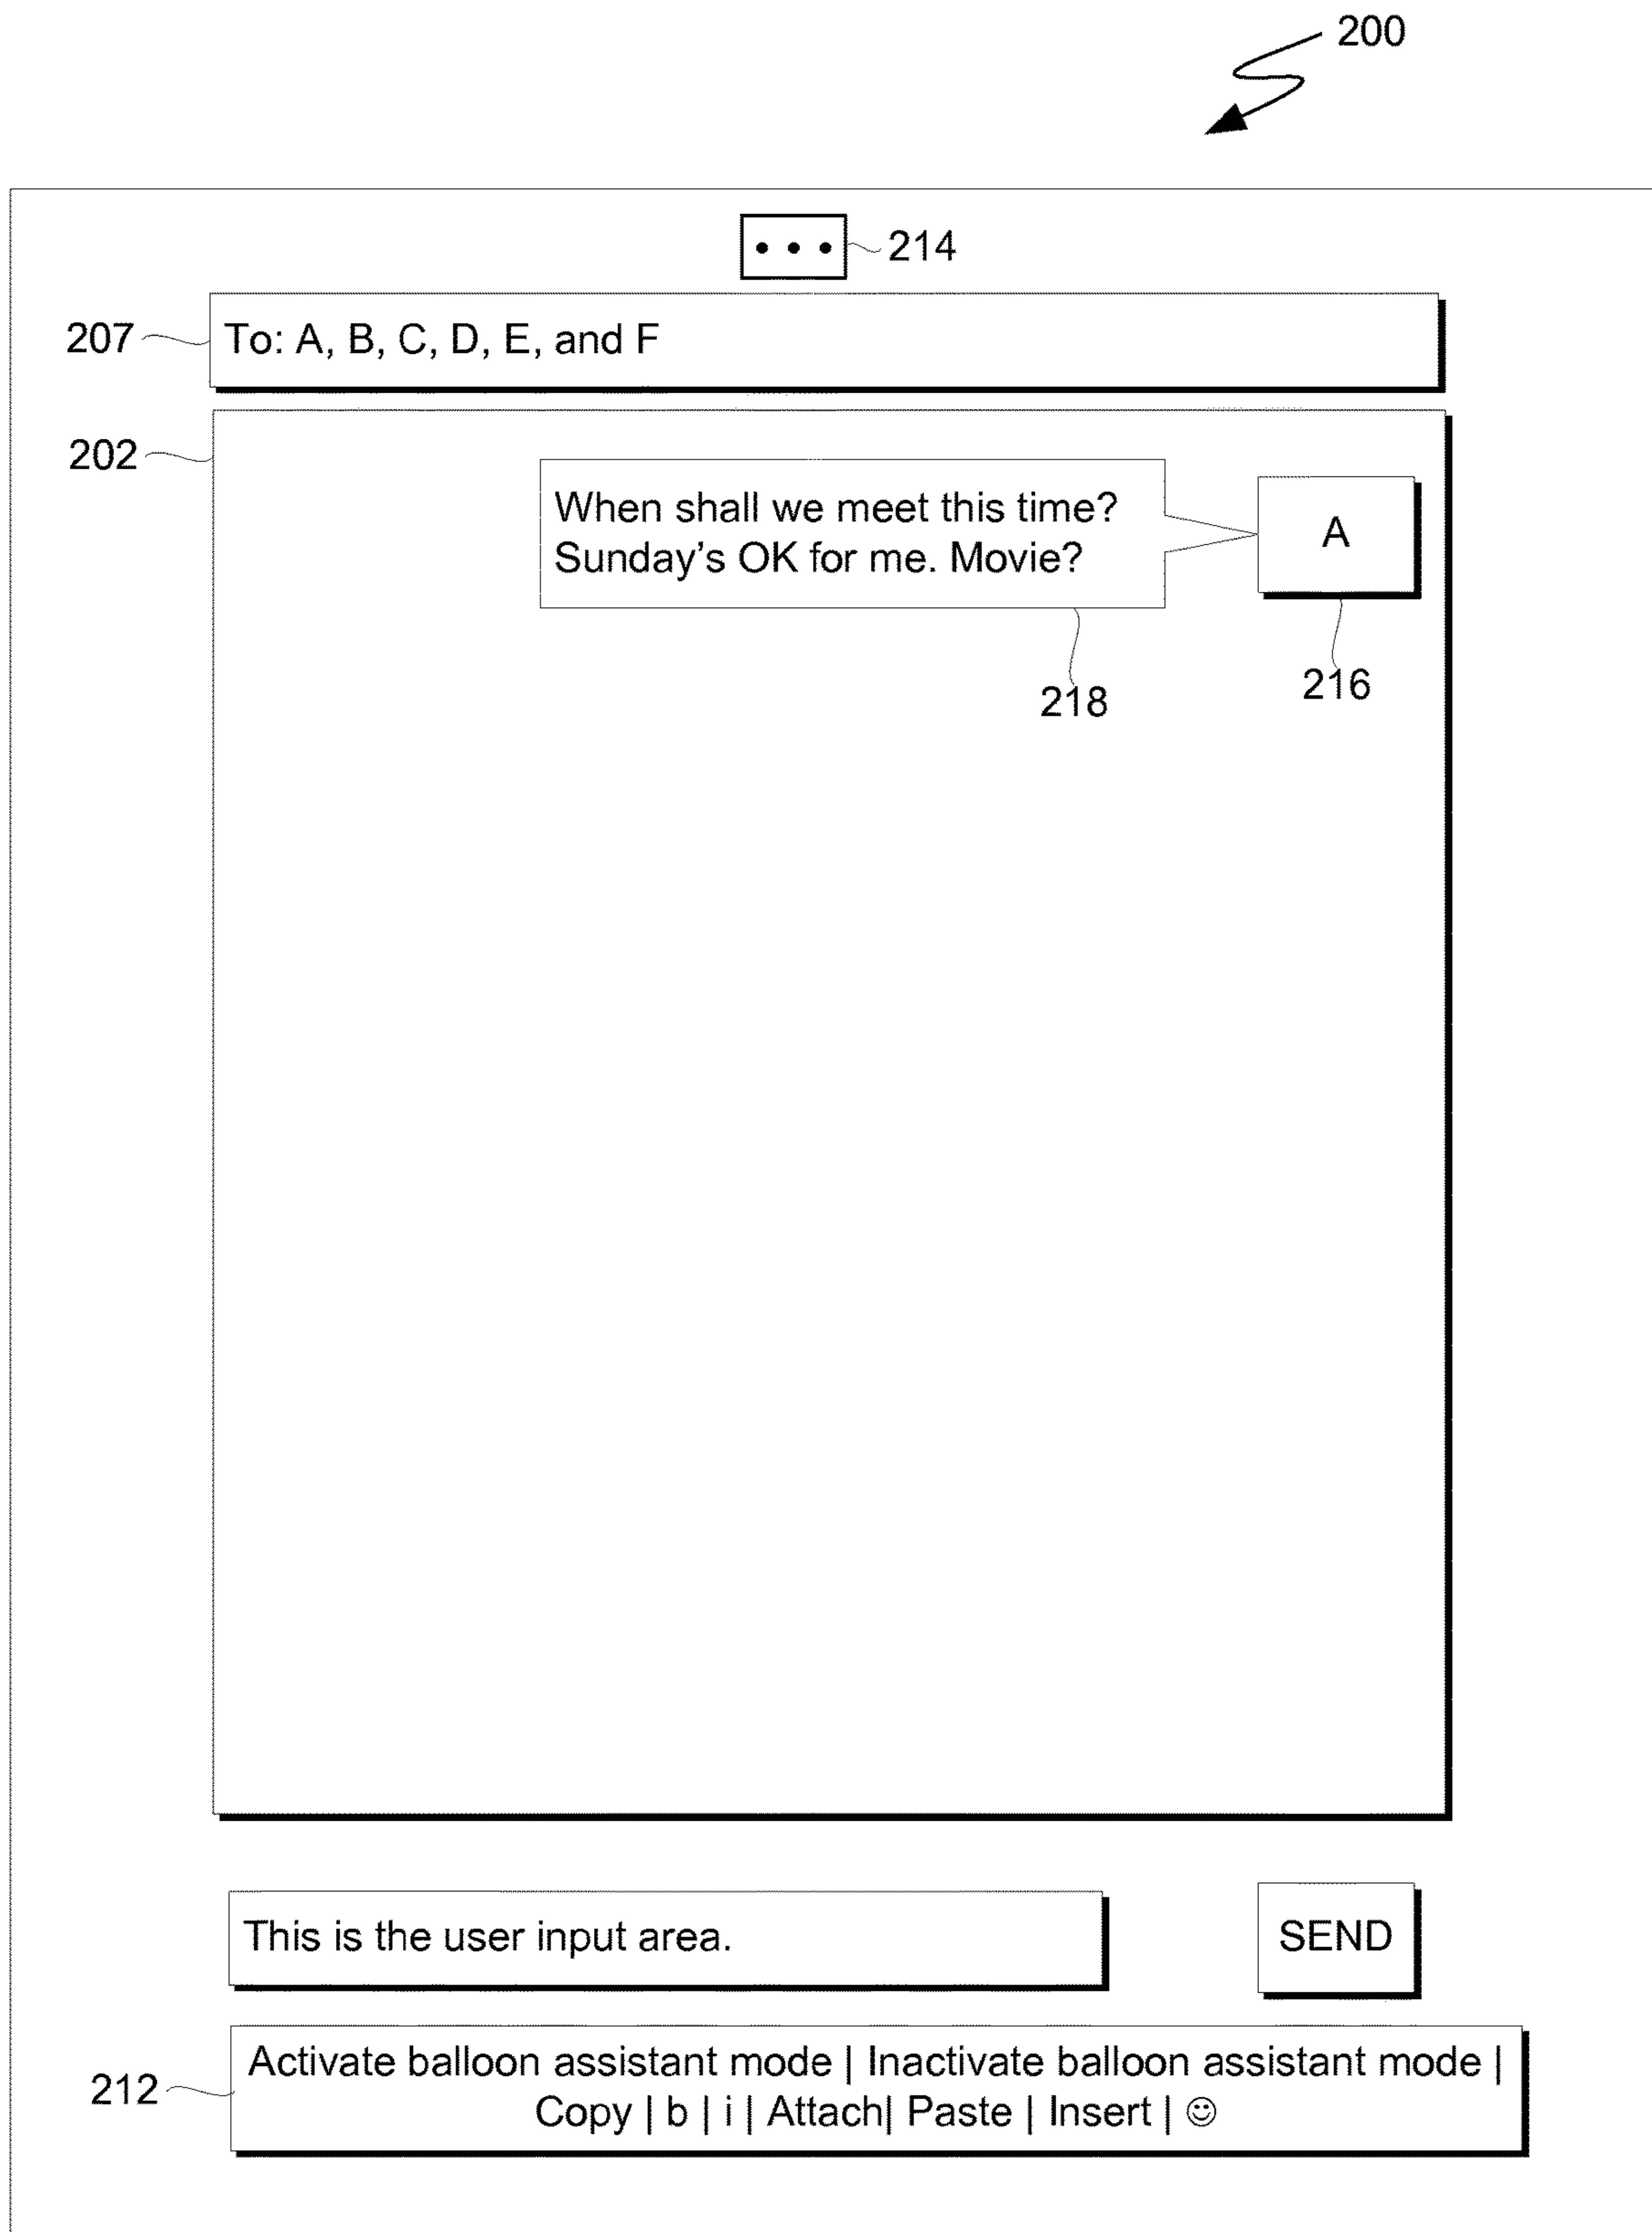 200
• • •
214
207
To: A, B, C, D, E, and F
202
When shall we meet this time?
Sunday's OK for me. Movie?
A
218
216
This is the user input area.
SEND
212
Activate balloon assistant mode | Inactivate balloon assistant mode |
Copy | b | i | Attach| Paste | Insert | ☺